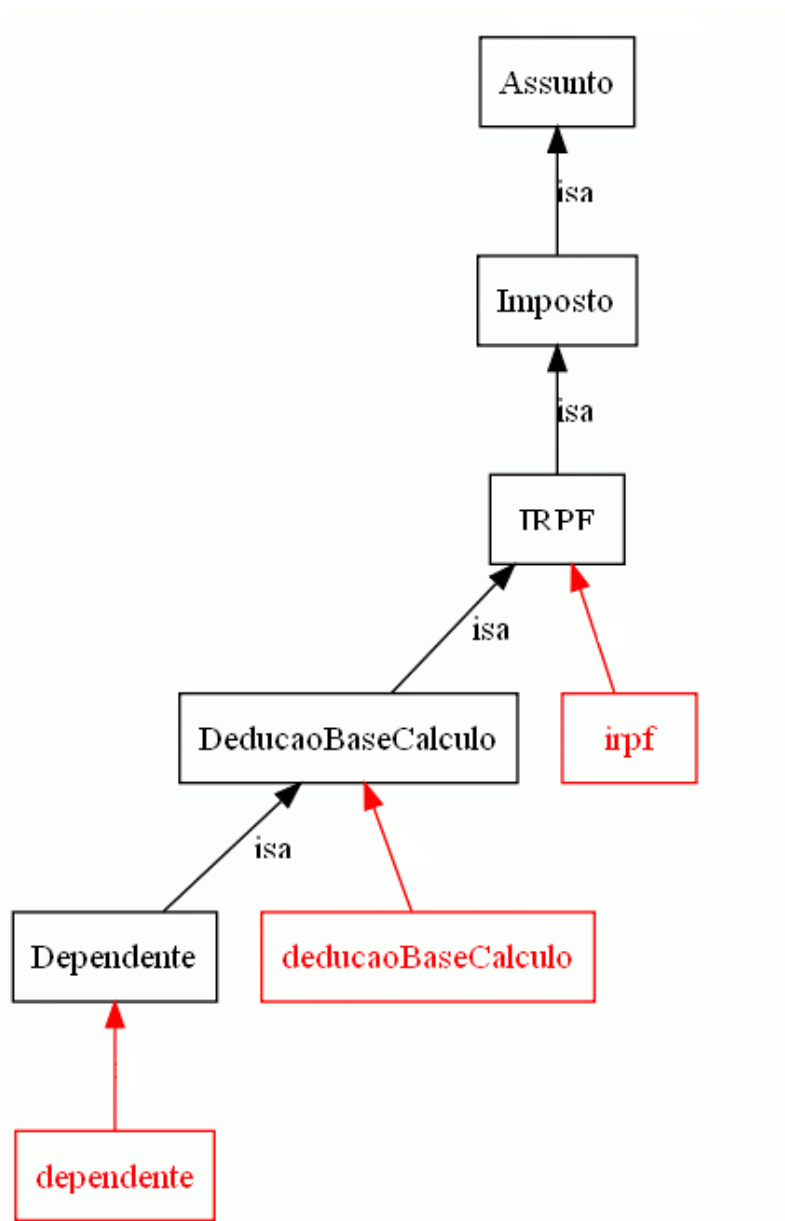 Assunto
isa
Imposto
isa
IRPF
isa
DeducaoBaseCalculo
irpf
isa
Dependente
deducaoBaseCalculo
dependente